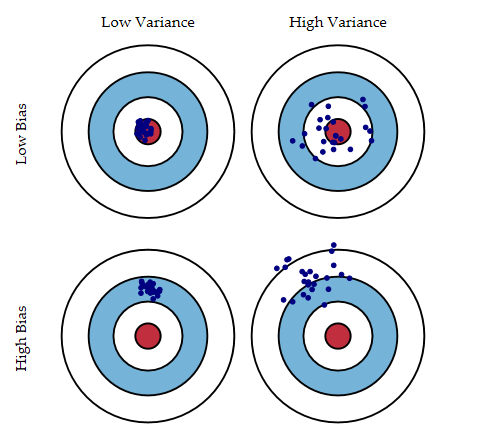 Low Variance
High Variance
Low Bias
High Bias